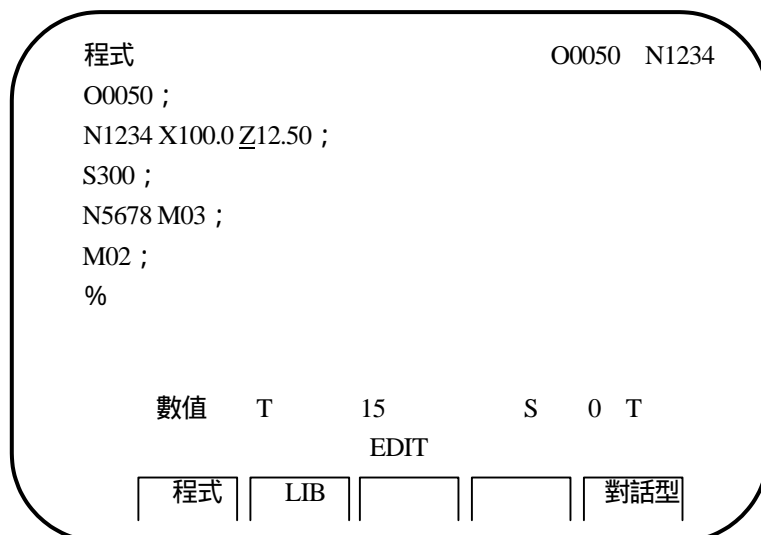 程式 O0050 N1234
O0050；
N1234 X100.0 Z12.50；
S300；
N5678 M03；
M02；
%
數值 T 15 S 0 T
EDIT
程式 LIB 對話型